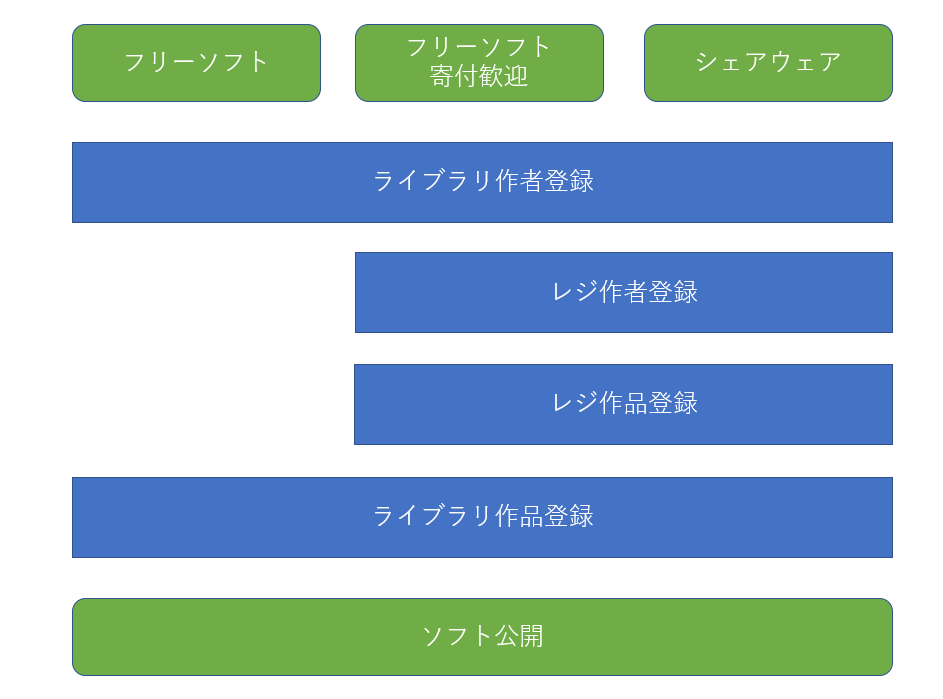 フリーソフト
フリーソフト
寄付歓迎
シェアウェア
ライブラリ作者登録
レジ作者登録
レジ作品登録
ライブラリ作品登録
ソフト公開